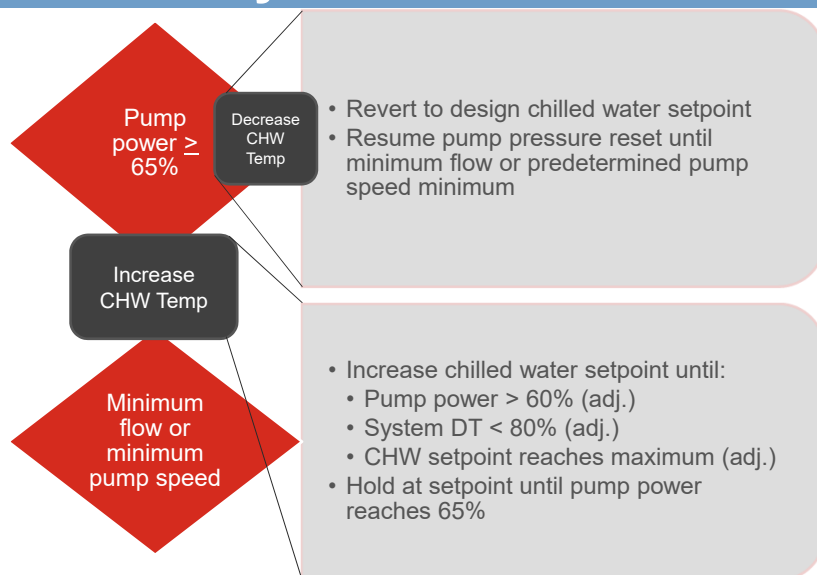 Pump
power ≥
65%
Decrease
CHW
Temp
• Revert to design chilled water setpoint
• Resume pump pressure reset until
minimum flow or predetermined pump
speed minimum
Increase
CHW Temp
Minimum
flow or
minimum
pump speed
• Increase chilled water setpoint until:
• Pump power > 60% (adj.)
• System DT < 80% (adj.)
• CHW setpoint reaches maximum (adj.)
• Hold at setpoint until pump power
reaches 65%